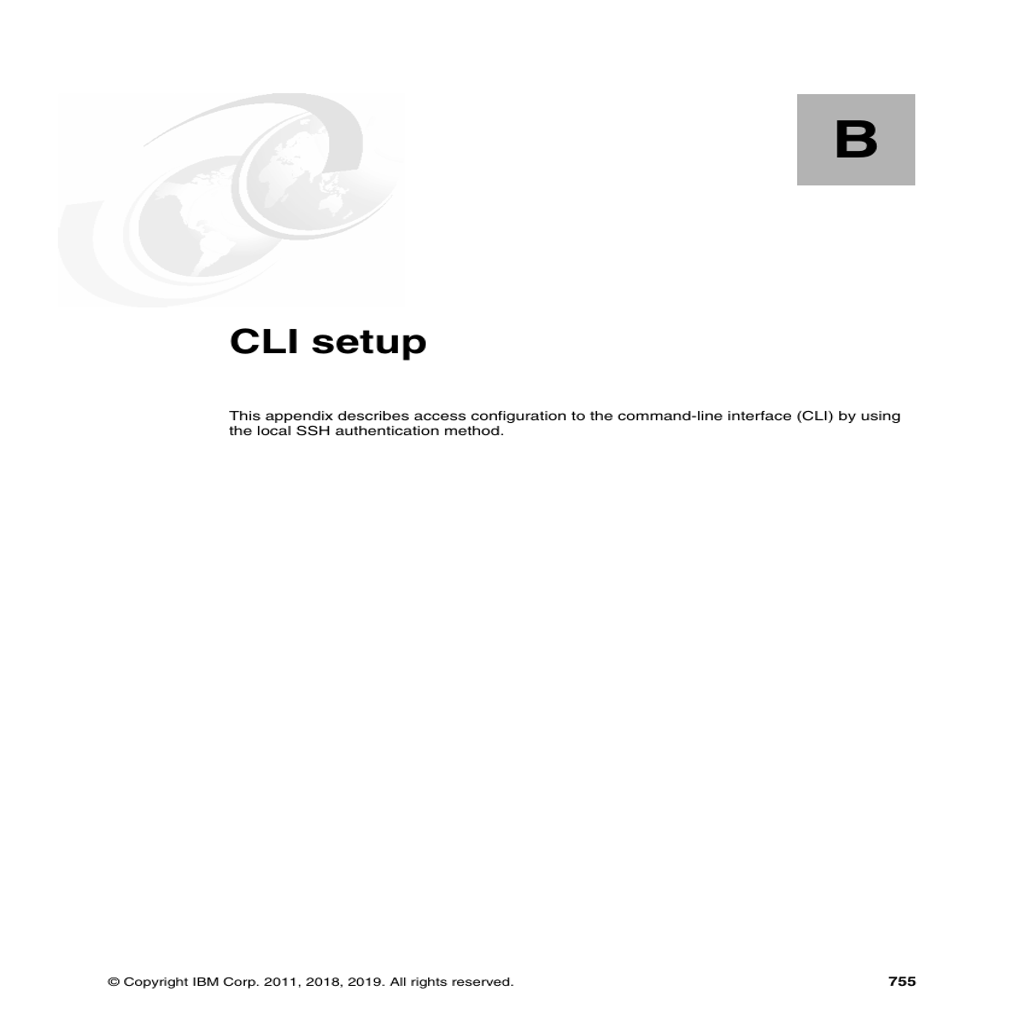 B
CLI setup
This appendix describes access configuration to the command-line interface (CLI) by using
the local SSH authentication method.
© Copyright IBM Corp. 2011, 2018, 2019. All rights reserved.
755